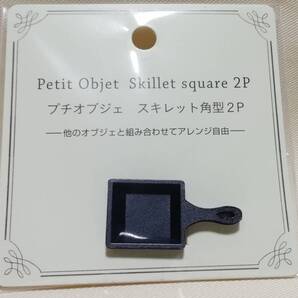 Petit Objet Skillet square 2P
プチオブジェ スキレット角型2P
―他のオブジェと組み合わせてアレンジ自由―